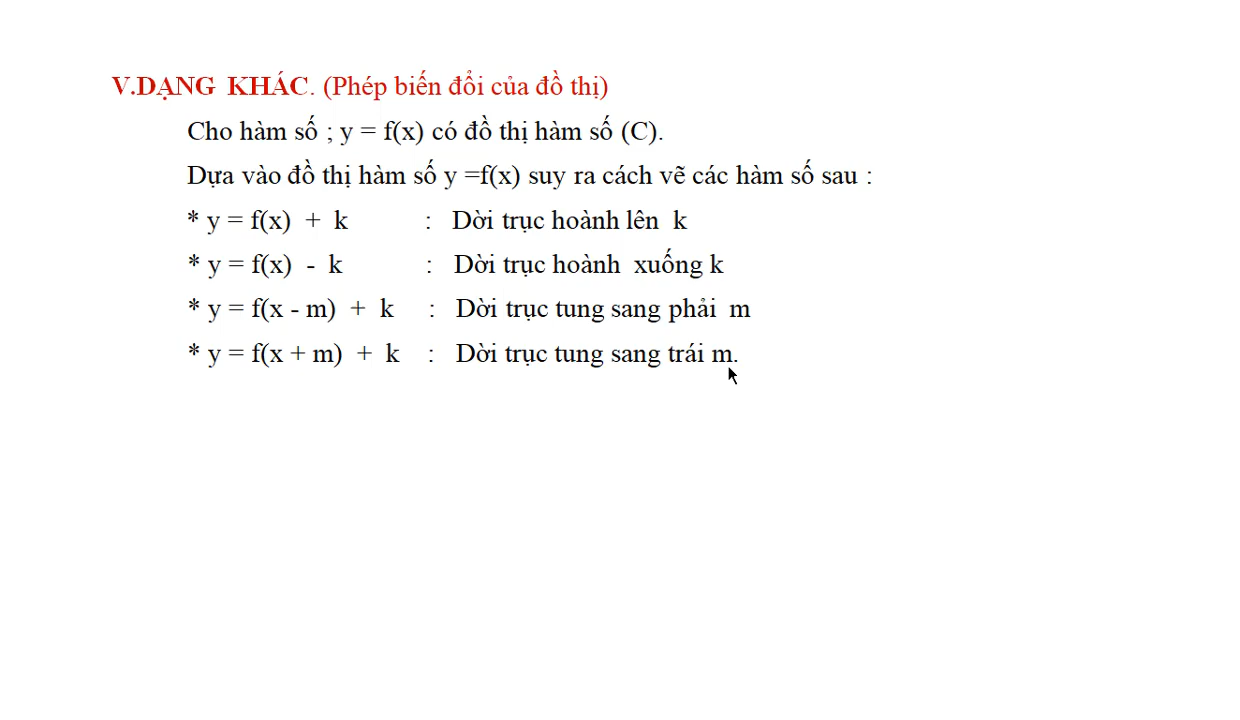 V.DẠNG KHÁC. (Phép biến đổi của đồ thị)
Cho hàm số ; y = f(x) có đồ thị hàm số (C).
Dựa vào đồ thị hàm số y =f(x) suy ra cách vẽ các hàm số sau :
* y = f(x) + k : Dời trục hoành lên k
* y = f(x) - k : Dời trục hoành xuống k
* y = f(x - m) + k : Dời trục tung sang phải m
* y = f(x + m) + k : Dời trục tung sang trái m.